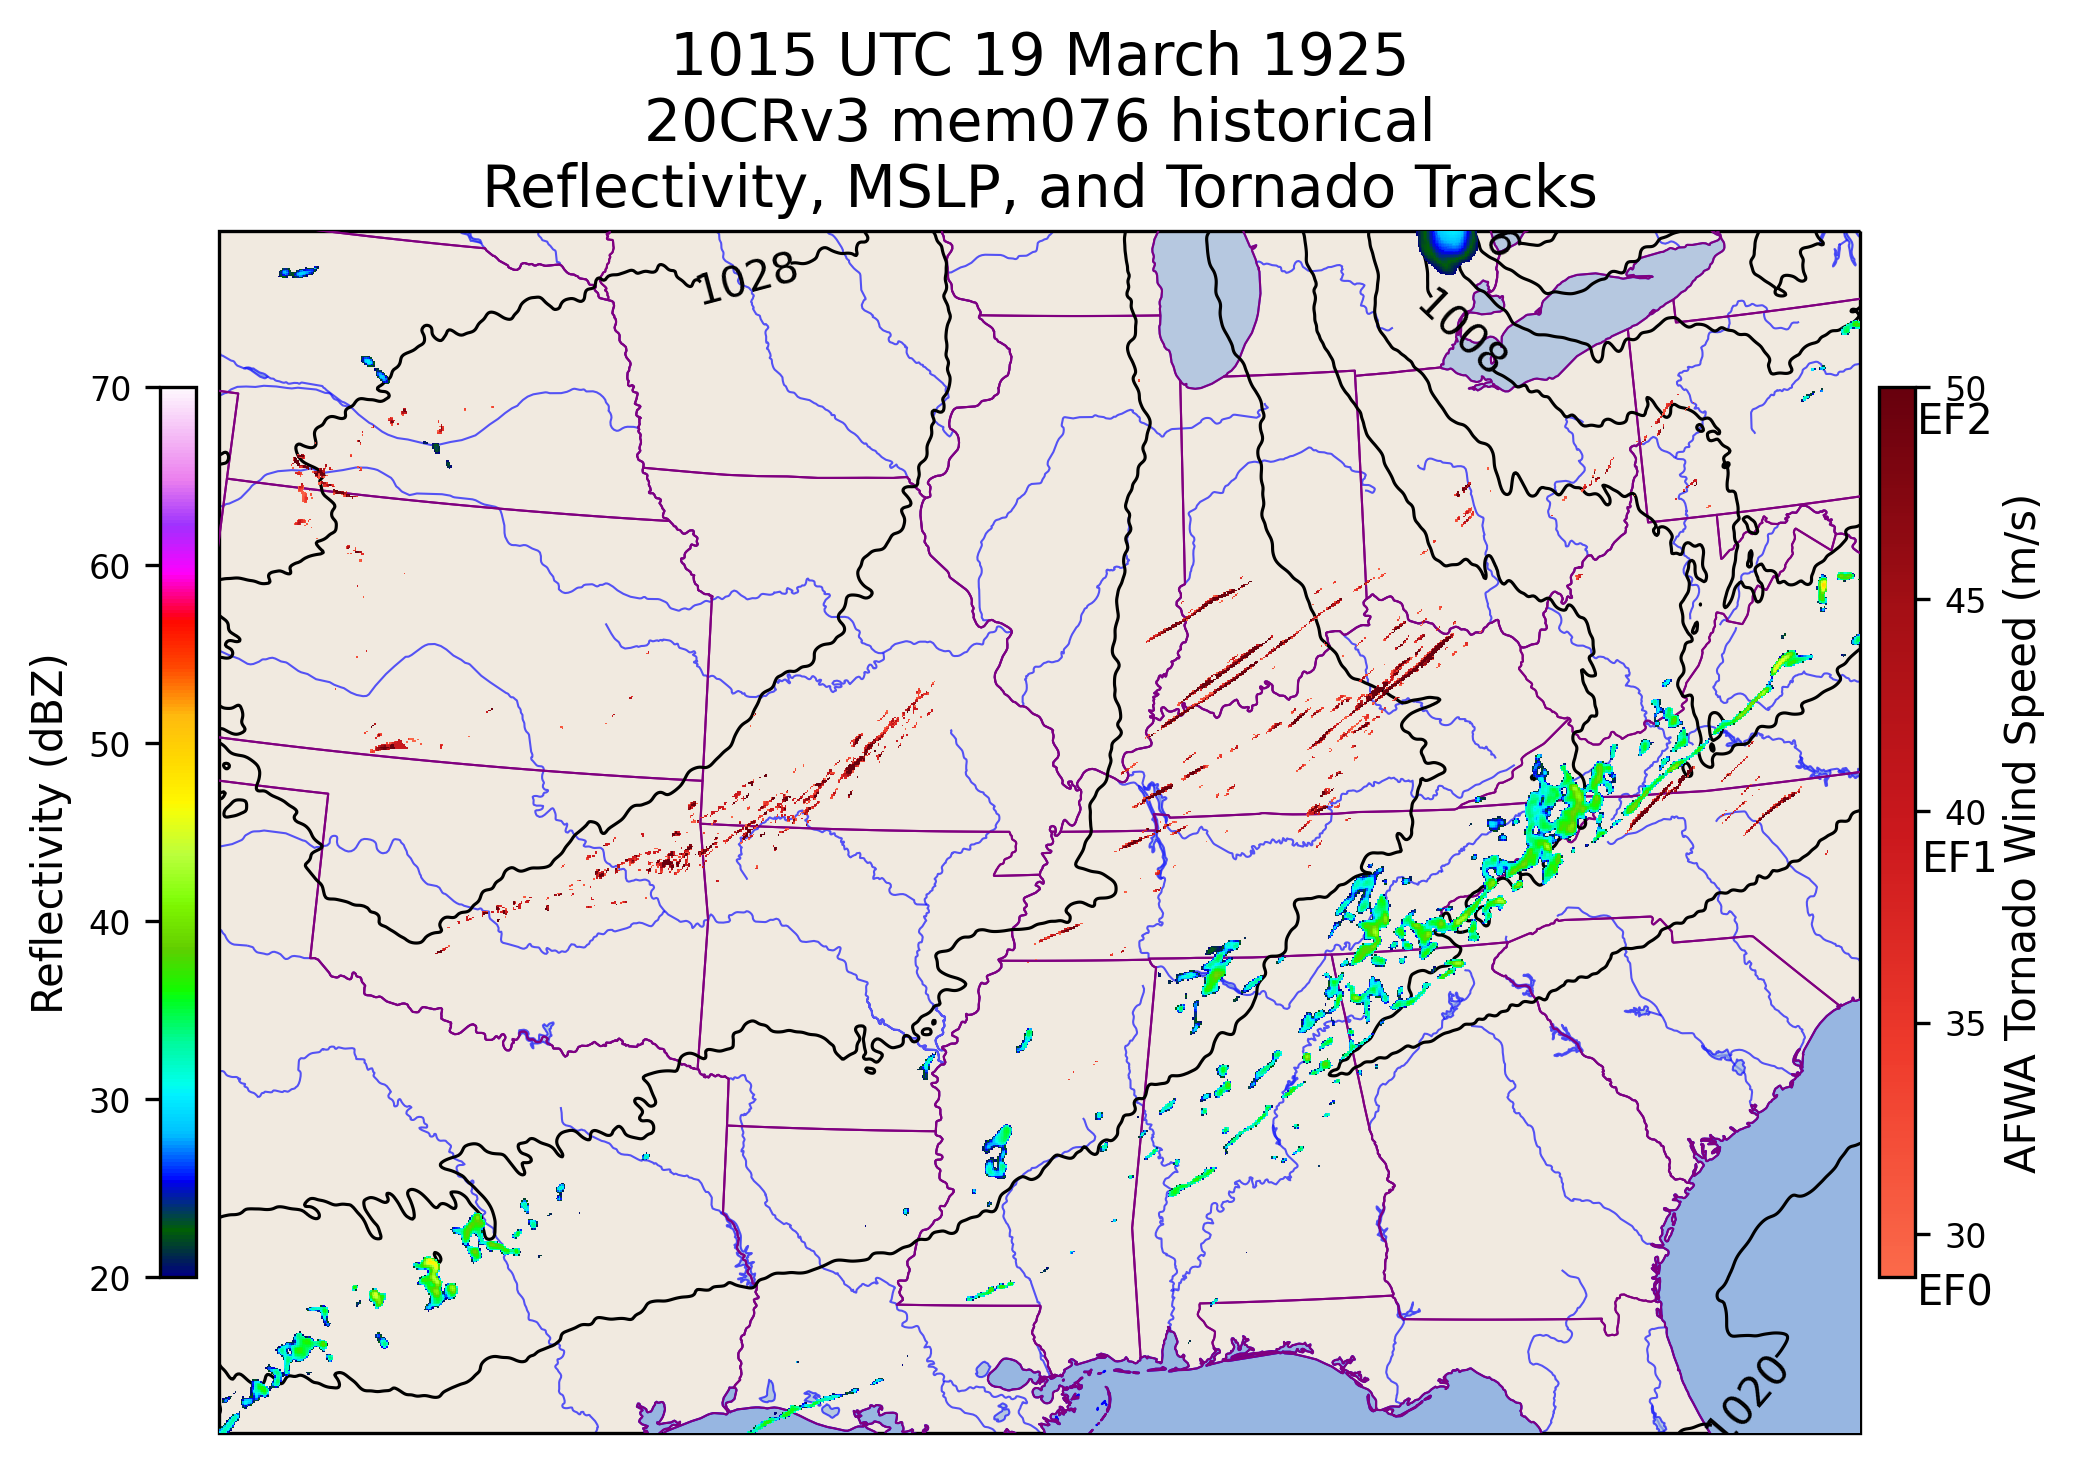 1015 UTC 19 March 1925
20CRv3 mem076 historical
Reflectivity, MSLP, and Tornado Tracks
1028
1008
1020
Reflectivity (dBZ)
70
60
50
40
30
20
50
EF2
45
40
EF1
35
30
EF0
AFWA Tornado Wind Speed (m/s)